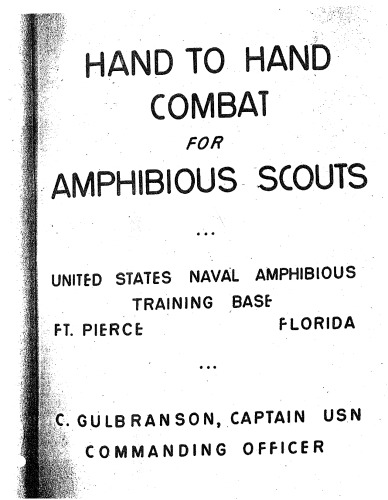 HAND TO HAND
COMBAT
FOR
AMPHIBIOUS SCOUTS
...
UNITED STATES NAVAL AMPHIBIOUS
TRAINING BASE
FT. PIERCE FLORIDA
...
C. GULBRANSON, CAPTAIN USN
COMMANDING OFFICER